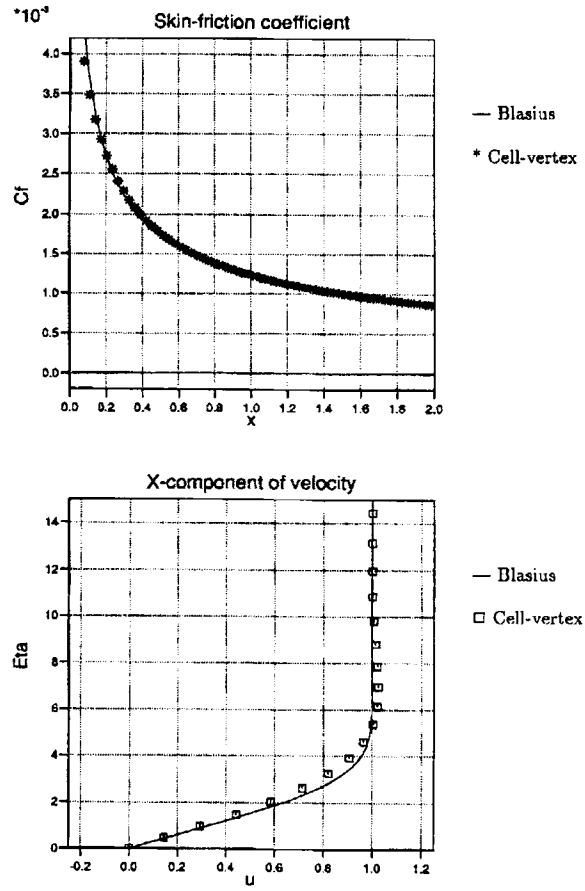 *10⁻³
Skin-friction coefficient
4.0
3.5
3.0
2.5
2.0
1.5
1.0
0.5
0.0
Cf
0.0 0.2 0.4 0.6 0.8 1.0 1.2 1.4 1.6 1.8 2.0
x
— Blasius
* Cell-vertex
X-component of velocity
14
12
10
8
6
4
2
0
Eta
-0.2 0.0 0.2 0.4 0.6 0.8 1.0 1.2
u
— Blasius
□ Cell-vertex